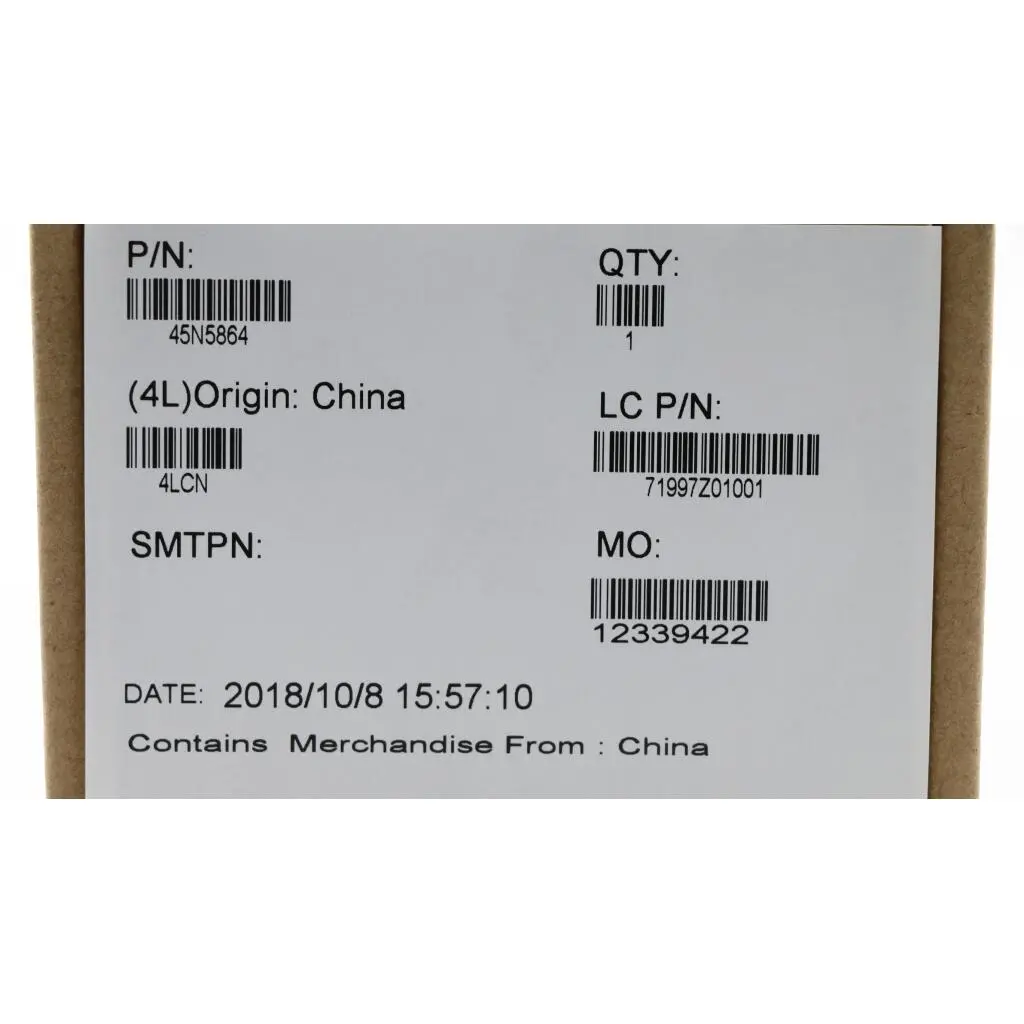 P/N:
45N5864
QTY:
1
(4L)Origin: China
4LCN
LC P/N:
71997Z01001
SMTPN:
MO:
12339422
DATE: 2018/10/8 15:57:10
Contains Merchandise From : China